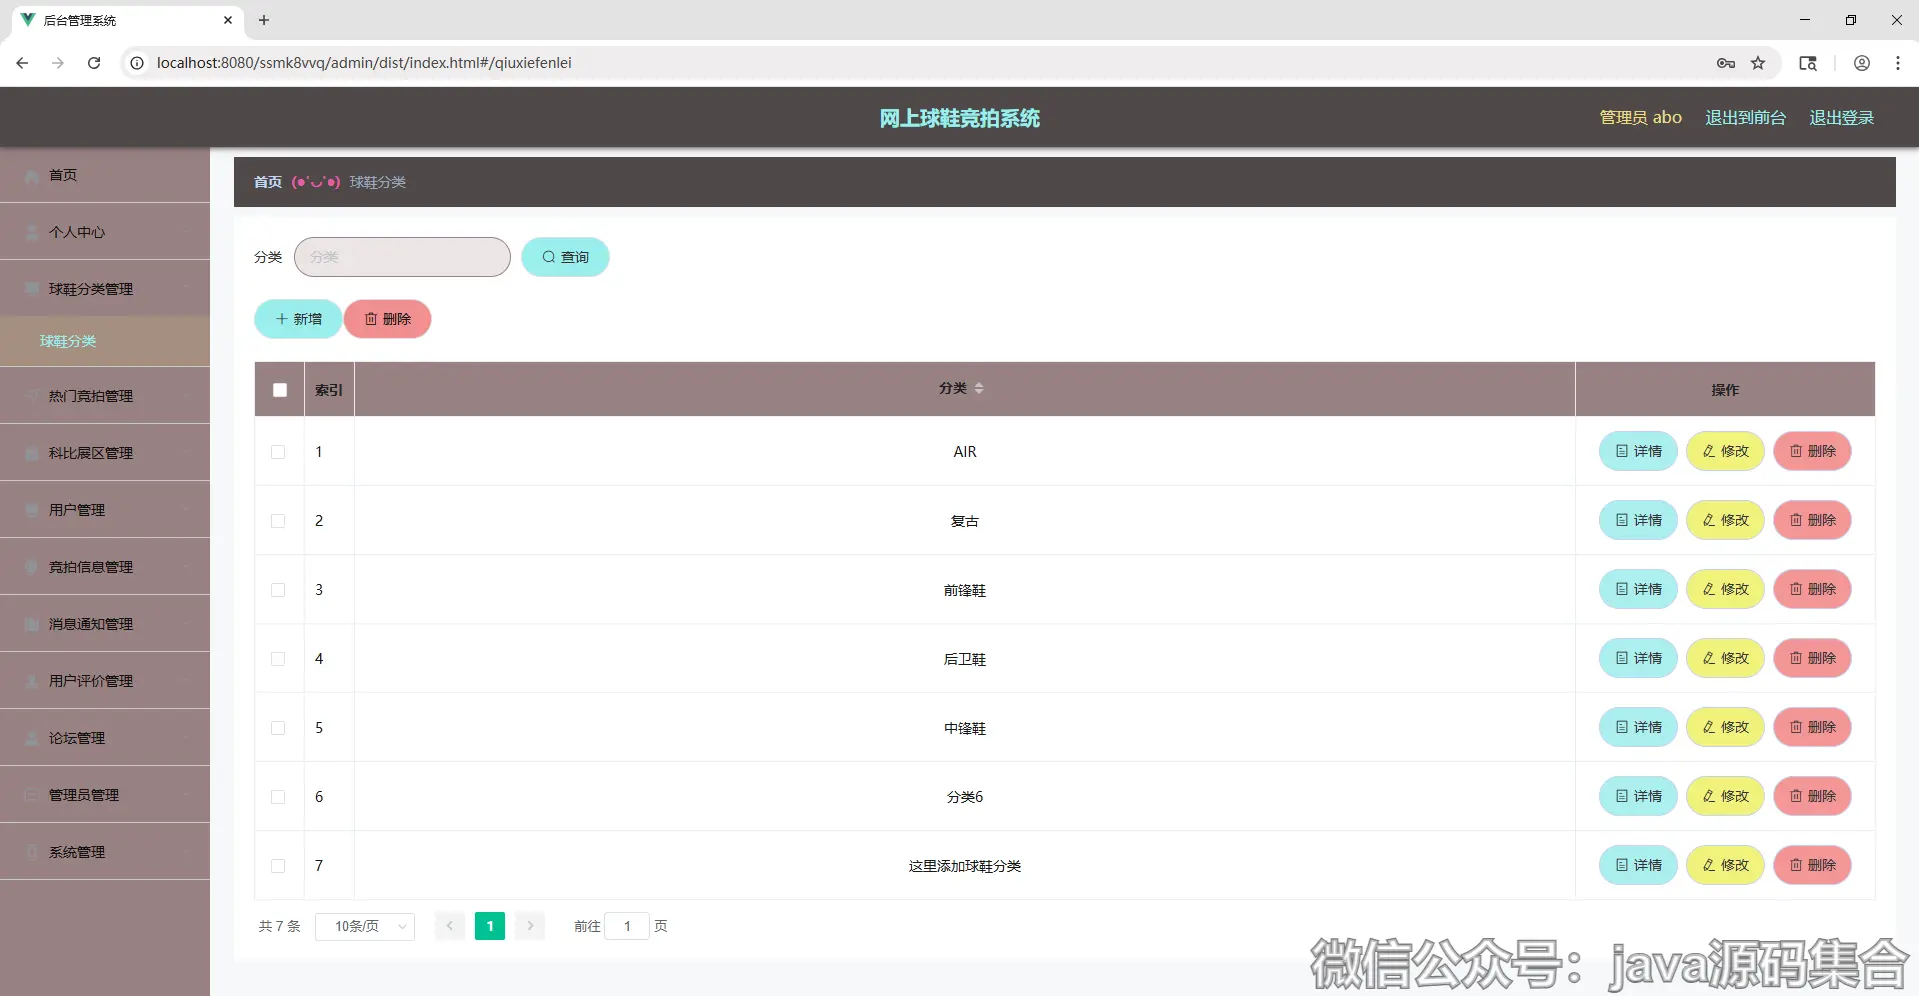 后台管理系统
localhost:8080/ssmk8vvq/admin/dist/index.html#/qiuxiefenlei
网上球鞋竞拍系统
管理员 abo 退出到前台 退出登录
首页
个人中心
球鞋分类管理
球鞋分类
热门竞拍管理
科比展区管理
用户管理
竞拍信息管理
消息通知管理
用户评价管理
论坛管理
管理员管理
系统管理
首页 (●'◡'●) 球鞋分类
分类 分类 查询
新增 删除
索引 分类 操作
1 AIR 详情 修改 删除
2 复古 详情 修改 删除
3 前锋鞋 详情 修改 删除
4 后卫鞋 详情 修改 删除
5 中锋鞋 详情 修改 删除
6 分类6 详情 修改 删除
7 这里添加球鞋分类 详情 修改 删除
共 7 条 10条/页 1 前往 1 页
微信公众号：java源码集合